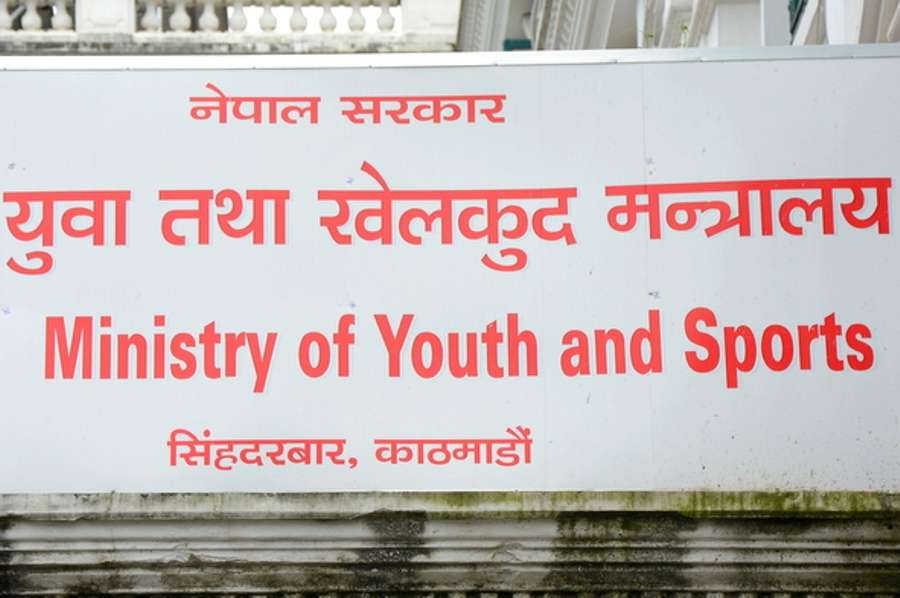 नेपाल सरकार
युवा तथा खेलकुद मन्त्रालय
Ministry of Youth and Sports
सिंहदरबार, काठमाडौं